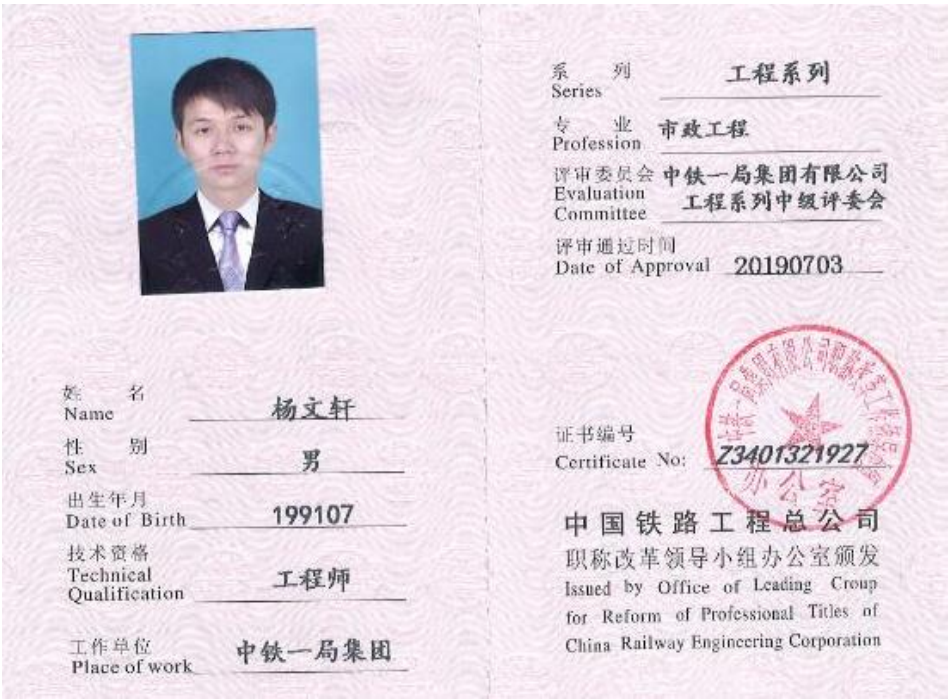 姓 名 杨文轩
Name
性 别 男
Sex
出生年月 199107
Date of Birth
技术资格
Technical 工程师
Qualification
工作单位 中铁一局集团
Place of work
系 列 工程系列
Series
专 业 市政工程
Profession
评审委员会 中铁一局集团有限公司
Evaluation 工程系列中级评委会
Committee
评审通过时间
Date of Approval 20190703
证书编号
Certificate No: Z3401321927
办公室
中国铁路工程总公司
职称改革领导小组办公室颁发
Issued by Office of Leading Croup
for Reform of Professional Titles of
China Railway Engineering Corporation